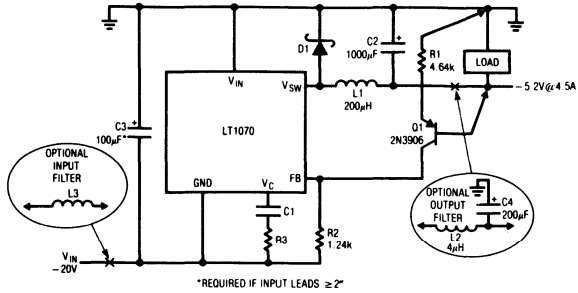 D1
C2
1000μF
+
R1
4.64k
LOAD
VIN
VSW
L1
200μH
-5 2V@4.5A
C3
100μF*
+
LT1070
Q1
2N3906
OPTIONAL
INPUT
FILTER
L3
GND
VC
FB
C1
R3
R2
1.24k
OPTIONAL
OUTPUT
FILTER
+
C4
200μF
L2
4μH
VIN
-20V
*REQUIRED IF INPUT LEADS ≥2"